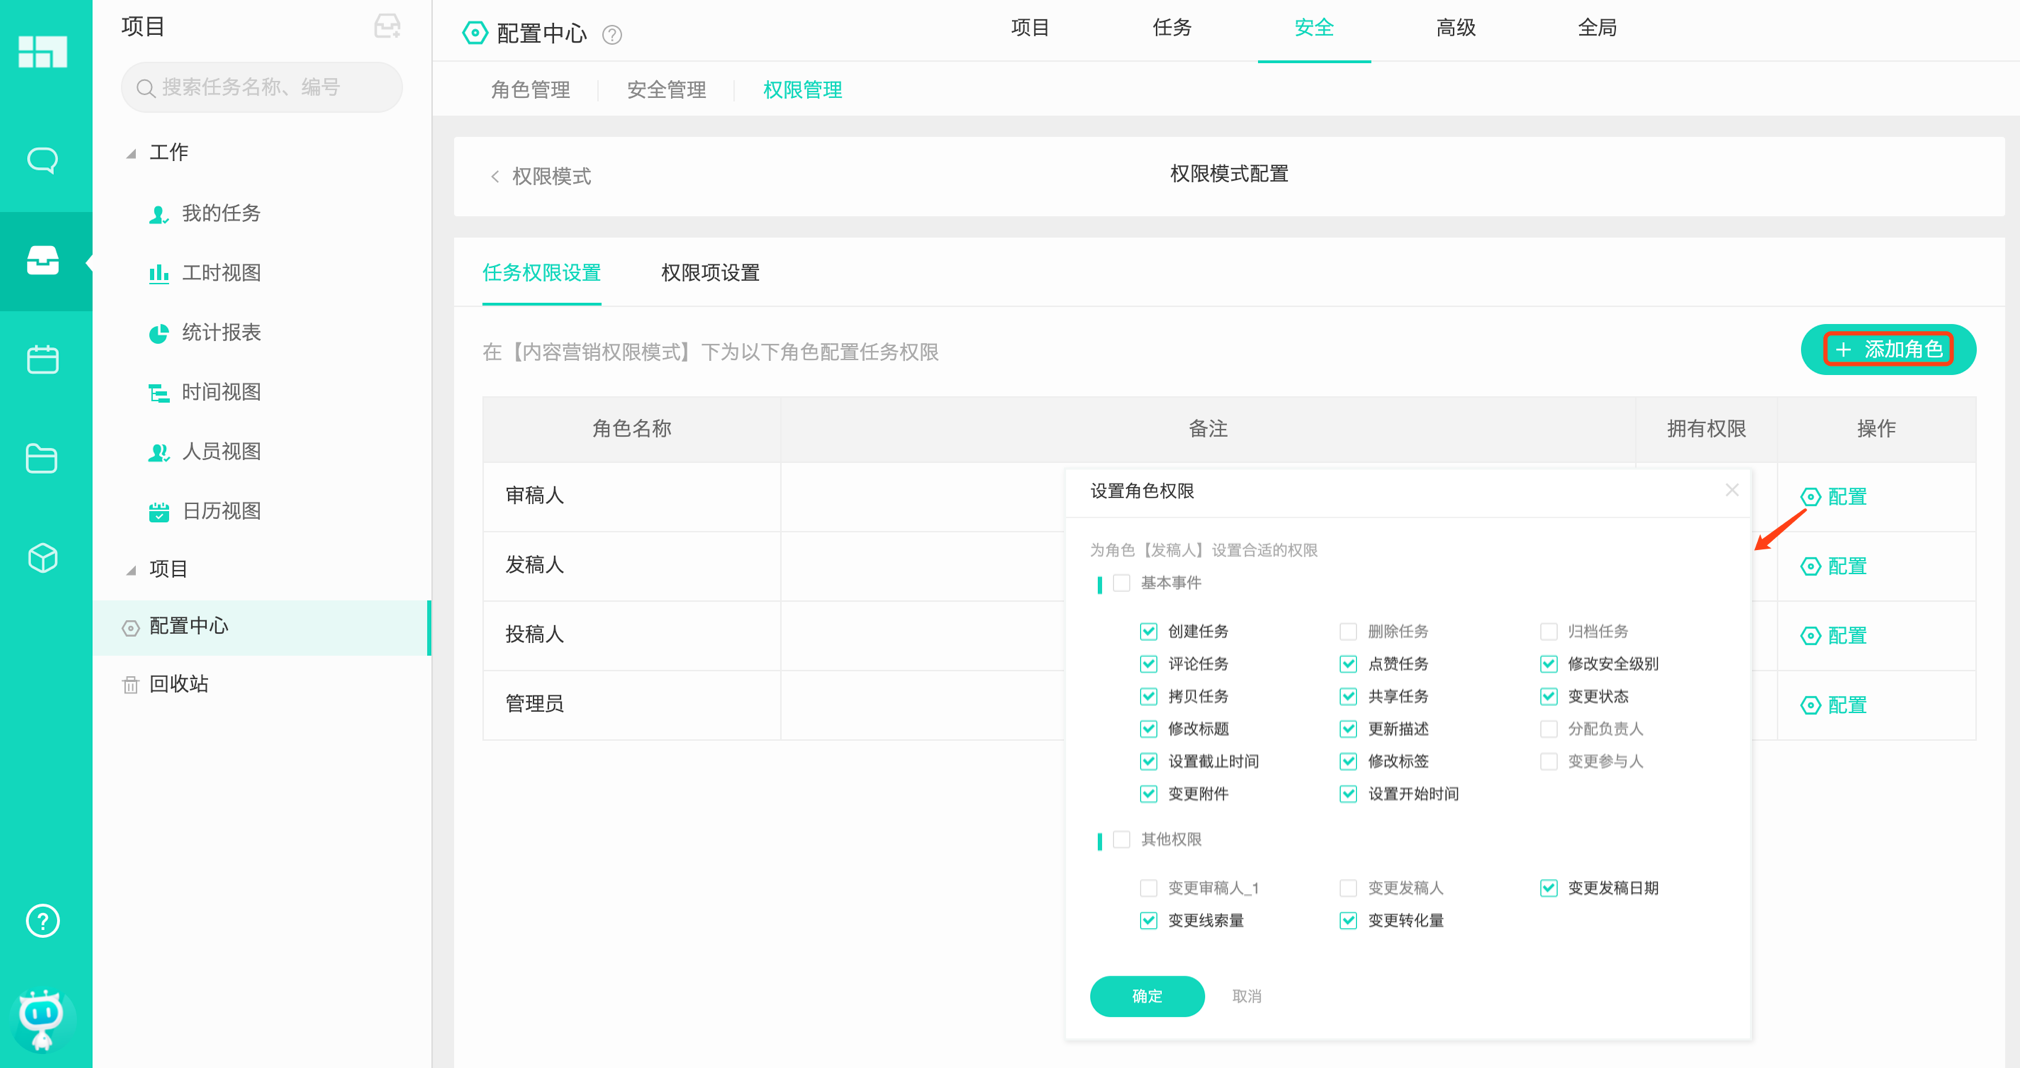 项目
搜索任务名称、编号
工作
我的任务
工时视图
统计报表
时间视图
人员视图
日历视图
项目
配置中心
回收站
配置中心 ?
项目 任务 安全 高级 全局
角色管理 安全管理 权限管理
< 权限模式 权限模式配置
任务权限设置 权限项设置
在【内容营销权限模式】下为以下角色配置任务权限
+ 添加角色
角色名称 备注 拥有权限 操作
审稿人 配置
发稿人 配置
投稿人 配置
管理员 配置
设置角色权限
为角色【发稿人】设置合适的权限
基本事件
创建任务 删除任务 归档任务
评论任务 点赞任务 修改安全级别
拷贝任务 共享任务 变更状态
修改标题 更新描述 分配负责人
设置截止时间 修改标签 变更参与人
变更附件 设置开始时间
其他权限
变更审稿人_1 变更发稿人 变更发稿日期
变更线索量 变更转化量
确定 取消
?